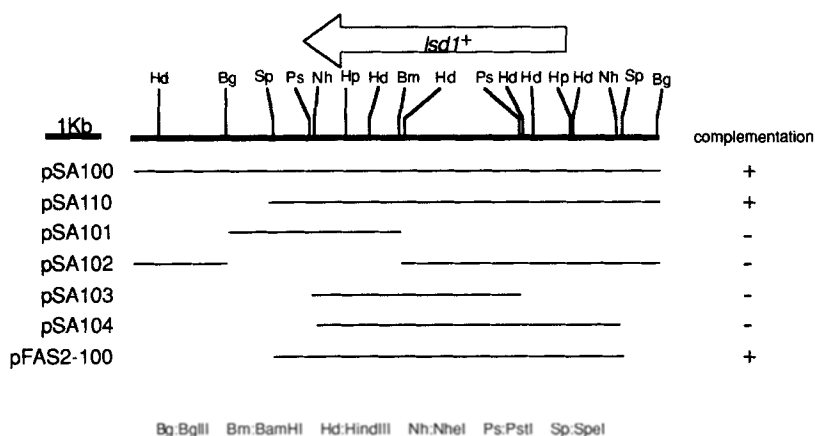 lsd1+
Hd Bg Sp Ps Nh Hp Hd Bm Hd Ps Hd Hd Hp Hd Nh Sp Bg
1Kb
complementation
pSA100 +
pSA110 +
pSA101 -
pSA102 -
pSA103 -
pSA104 -
pFAS2-100 +
Bg:BglII Bm:BamHI Hd:HindIII Nh:NheI Ps:PstI Sp:SpeI